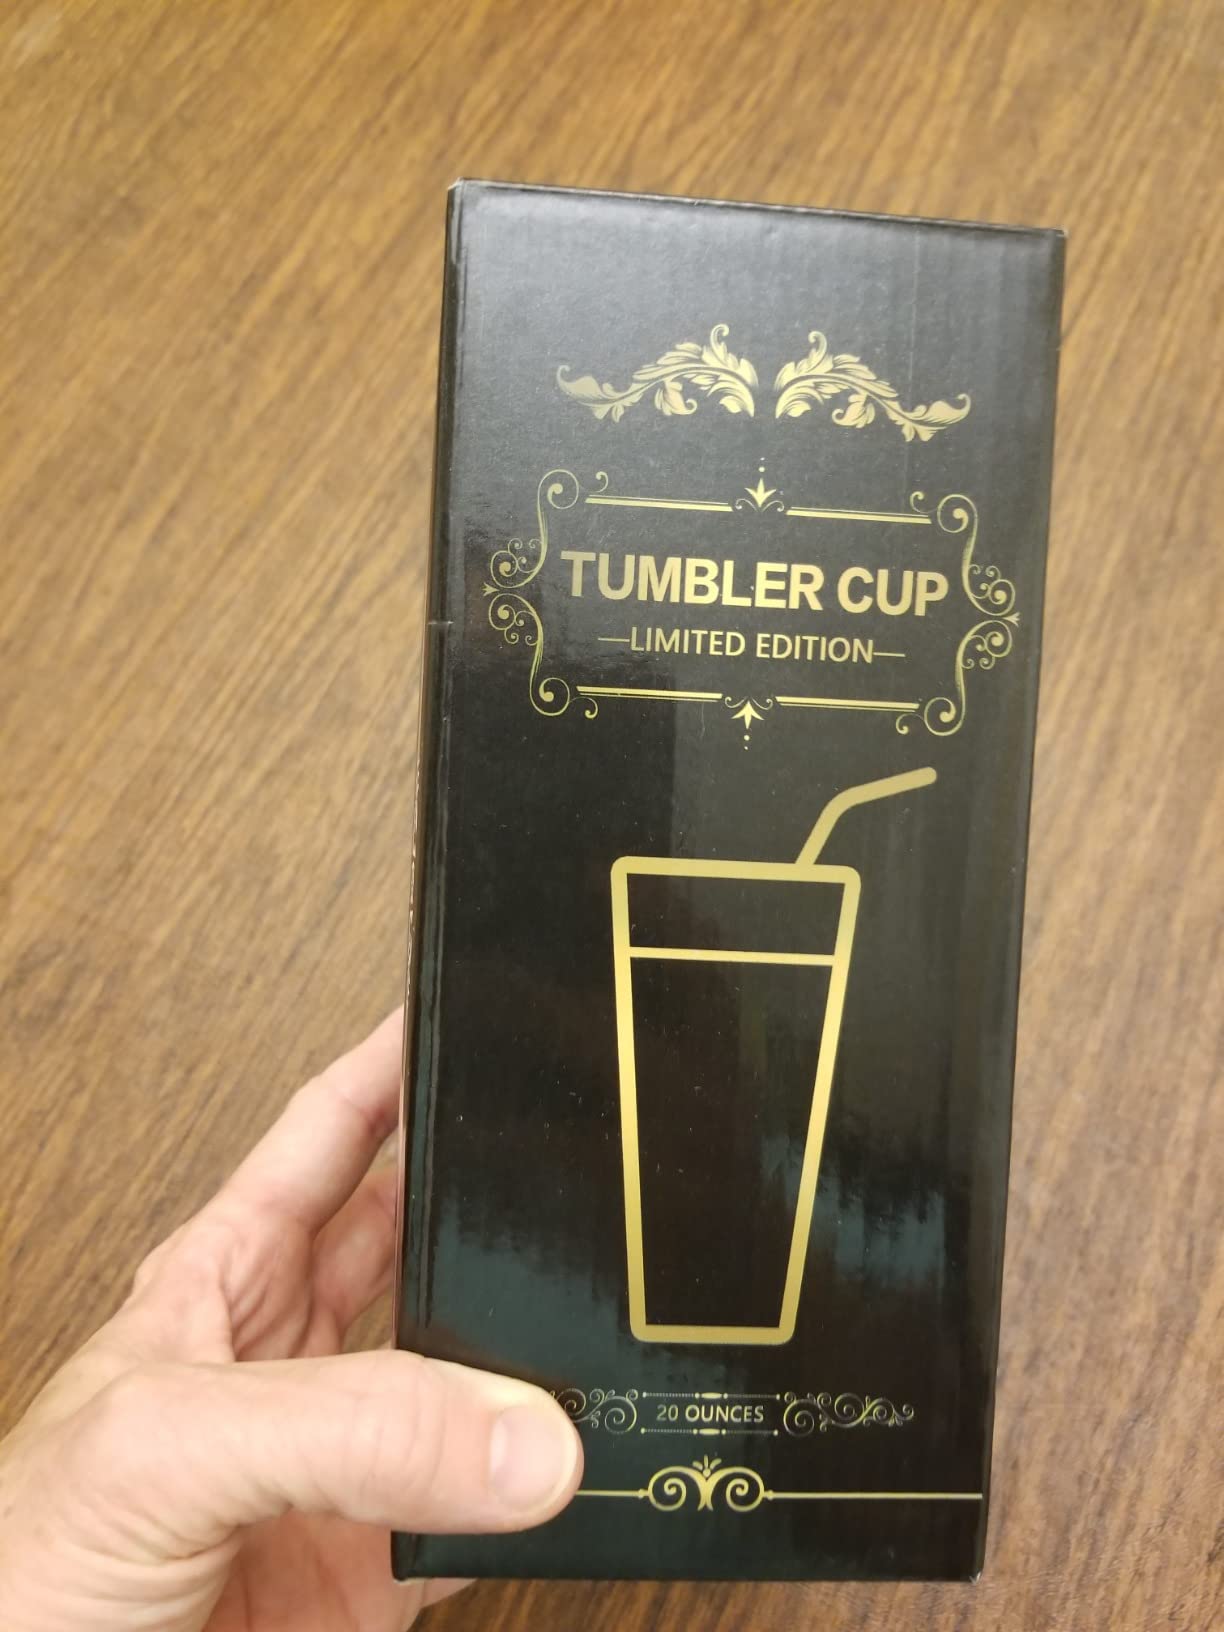 TUMBLER CUP
—LIMITED EDITION—
20 OUNCES